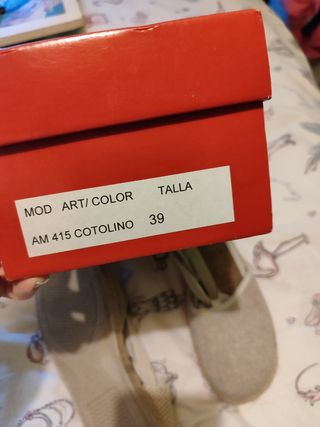 MOD ART/ COLOR TALLA
AM 415 COTOLINO 39